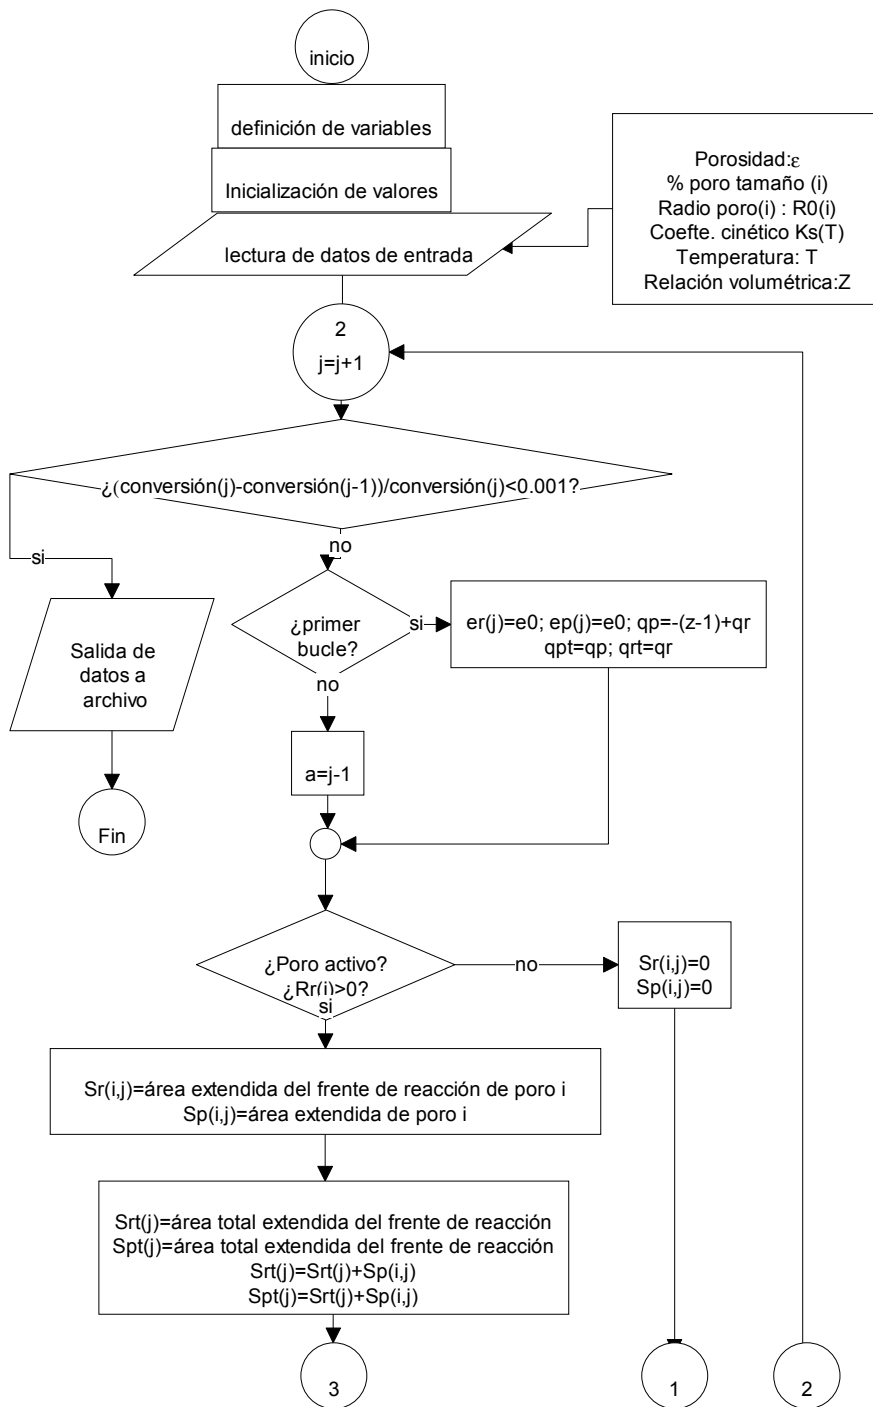 inicio
definición de variables
Inicialización de valores
lectura de datos de entrada
Porosidad:ε
% poro tamaño (i)
Radio poro(i) : R0(i)
Coefte. cinético Ks(T)
Temperatura: T
Relación volumétrica:Z
2
j=j+1
¿(conversión(j)-conversión(j-1))/conversión(j)<0.001?
si
no
Salida de
datos a
archivo
Fin
¿primer
bucle?
si
er(j)=e0; ep(j)=e0; qp=-(z-1)+qr
qpt=qp; qrt=qr
no
a=j-1
¿Poro activo?
¿Rr(i)>0?
no
Sr(i,j)=0
Sp(i,j)=0
si
Sr(i,j)=área extendida del frente de reacción de poro i
Sp(i,j)=área extendida de poro i
Srt(j)=área total extendida del frente de reacción
Spt(j)=área total extendida del frente de reacción
Srt(j)=Srt(j)+Sp(i,j)
Spt(j)=Srt(j)+Sp(i,j)
3
1
2